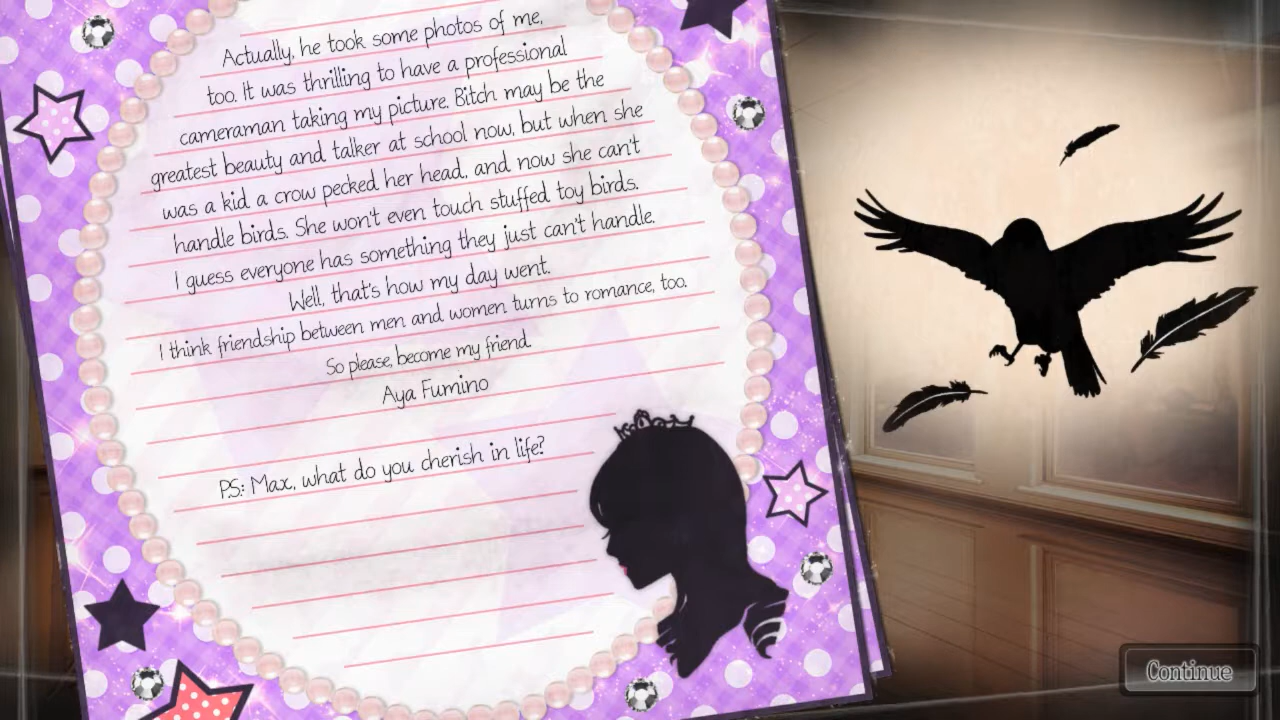 Actually, he took some photos of me,
too. It was thrilling to have a professional
cameraman taking my picture. Bitch may be the
greatest beauty and talker at school now, but when she
was a kid a crow pecked her head, and now she can't
handle birds. She won't even touch stuffed toy birds.
I guess everyone has something they just can't handle.
Well, that's how my day went.
I think friendship between men and women turns to romance, too.
So please, become my friend.
Aya Fumino
PS: Max, what do you cherish in life?
Continue